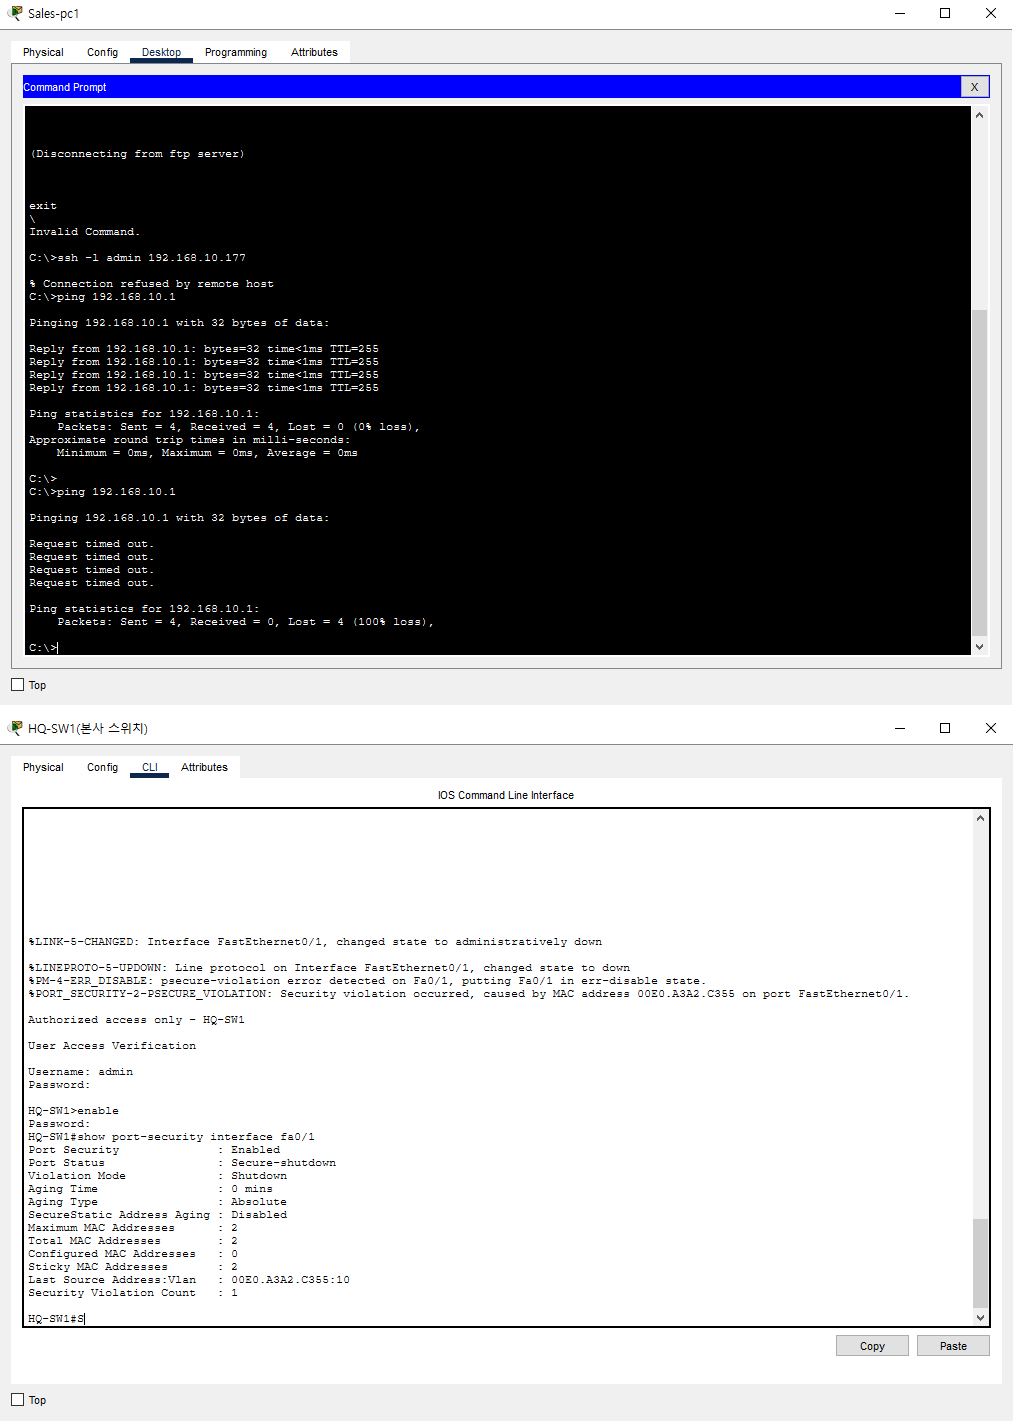 Sales-pc1
Physical Config Desktop Programming Attributes
Command Prompt X
(Disconnecting from ftp server)
exit
\
Invalid Command.
C:\>ssh -l admin 192.168.10.177
% Connection refused by remote host
C:\>ping 192.168.10.1
Pinging 192.168.10.1 with 32 bytes of data:
Reply from 192.168.10.1: bytes=32 time<1ms TTL=255
Reply from 192.168.10.1: bytes=32 time<1ms TTL=255
Reply from 192.168.10.1: bytes=32 time<1ms TTL=255
Reply from 192.168.10.1: bytes=32 time<1ms TTL=255
Ping statistics for 192.168.10.1:
Packets: Sent = 4, Received = 4, Lost = 0 (0% loss),
Approximate round trip times in milli-seconds:
Minimum = 0ms, Maximum = 0ms, Average = 0ms
C:\>
C:\>ping 192.168.10.1
Pinging 192.168.10.1 with 32 bytes of data:
Request timed out.
Request timed out.
Request timed out.
Request timed out.
Ping statistics for 192.168.10.1:
Packets: Sent = 4, Received = 0, Lost = 4 (100% loss),
C:\>
Top
HQ-SW1(본사 스위치)
Physical Config CLI Attributes
IOS Command Line Interface
%LINK-5-CHANGED: Interface FastEthernet0/1, changed state to administratively down
%LINEPROTO-5-UPDOWN: Line protocol on Interface FastEthernet0/1, changed state to down
%PM-4-ERR_DISABLE: psecure-violation error detected on Fa0/1, putting Fa0/1 in err-disable state.
%PORT_SECURITY-2-PSECURE_VIOLATION: Security violation occurred, caused by MAC address 00E0.A3A2.C355 on port FastEthernet0/1.
Authorized access only - HQ-SW1
User Access Verification
Username: admin
Password:
HQ-SW1>enable
Password:
HQ-SW1#show port-security interface fa0/1
Port Security : Enabled
Port Status : Secure-shutdown
Violation Mode : Shutdown
Aging Time : 0 mins
Aging Type : Absolute
SecureStatic Address Aging : Disabled
Maximum MAC Addresses : 2
Total MAC Addresses : 2
Configured MAC Addresses : 0
Sticky MAC Addresses : 2
Last Source Address:Vlan : 00E0.A3A2.C355:10
Security Violation Count : 1
HQ-SW1#S
Copy Paste
Top